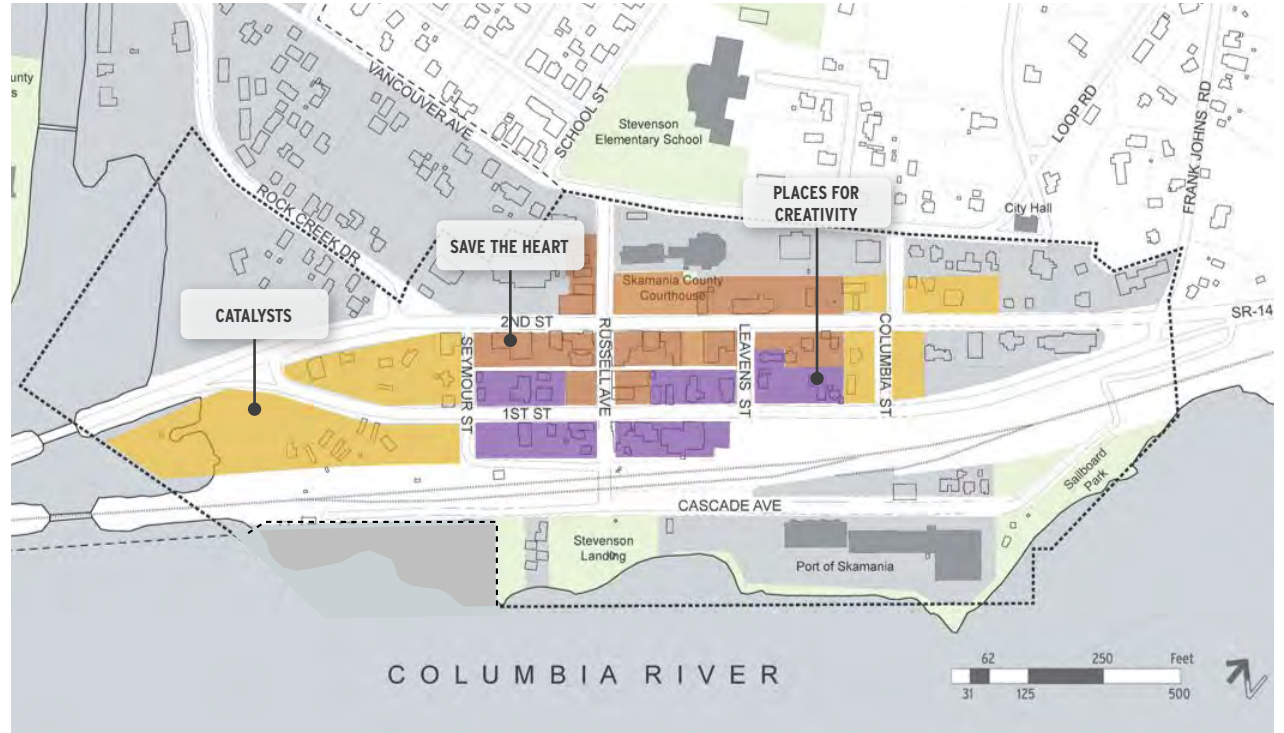 ounty
s
VANCOUVER AVE
SCHOOL ST
Stevenson
Elementary School
LOOP RD
FRANK JOHNS RD
ROCK CREEK DR
PLACES FOR
CREATIVITY
City Hall
SAVE THE HEART
Skamania County
Courthouse
CATALYSTS
2ND ST
SR-14
SEYMOUR ST
RUSSELL AVE
LEAVENS ST
COLUMBIA ST
1ST ST
Sailboard
Park
CASCADE AVE
Stevenson
Landing
Port of Skamania
COLUMBIA RIVER
62 250 Feet
31 125 500
N